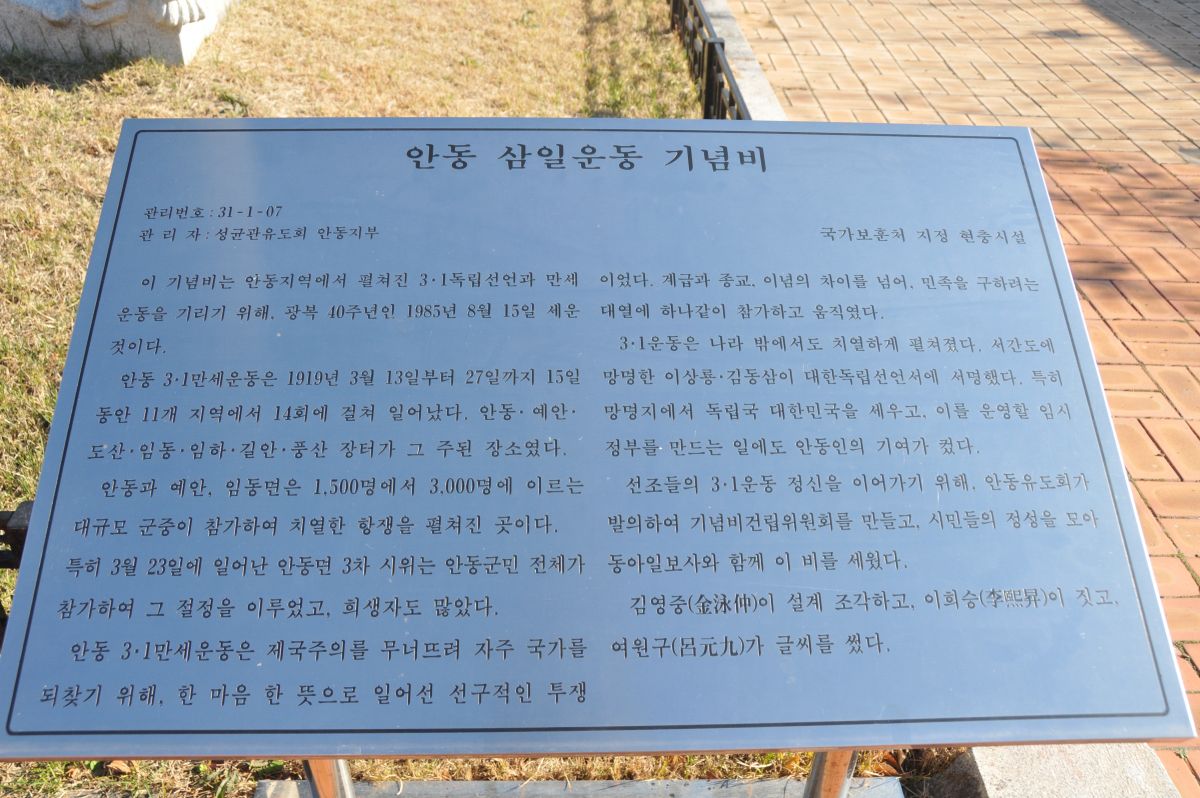 안동 삼일운동 기념비
관리번호 : 31 - 1 - 07
관 리 자 : 성균관유도회 안동지부
국가보훈처 지정 현충시설
이 기념비는 안동지역에서 펼쳐진 3·1독립선언과 만세
운동을 기리기 위해, 광복 40주년인 1985년 8월 15일 세운
것이다.
안동 3·1만세운동은 1919년 3월 13일부터 27일까지 15일
동안 11개 지역에서 14회에 걸쳐 일어났다. 안동·예안·
도산·임동·임하·길안·풍산 장터가 그 주된 장소였다.
안동과 예안, 임동면은 1,500명에서 3,000명에 이르는
대규모 군중이 참가하여 치열한 항쟁을 펼쳐진 곳이다.
특히 3월 23일에 일어난 안동면 3차 시위는 안동군민 전체가
참가하여 그 절정을 이루었고, 희생자도 많았다.
안동 3·1만세운동은 제국주의를 무너뜨려 자주 국가를
되찾기 위해, 한 마음 한 뜻으로 일어선 선구적인 투쟁
이었다. 계급과 종교, 이념의 차이를 넘어, 민족을 구하려는
대열에 하나같이 참가하고 움직였다.
3·1운동은 나라 밖에서도 치열하게 펼쳐졌다. 서간도에
망명한 이상룡·김동삼이 대한독립선언서에 서명했다. 특히
망명지에서 독립국 대한민국을 세우고, 이를 운영할 임시
정부를 만드는 일에도 안동인의 기여가 컸다.
선조들의 3·1운동 정신을 이어가기 위해, 안동유도회가
발의하여 기념비건립위원회를 만들고, 시민들의 정성을 모아
동아일보사와 함께 이 비를 세웠다.
김영중(金泳仲)이 설계 조각하고, 이희승(李熙昇)이 짓고,
여원구(呂元九)가 글씨를 썼다.